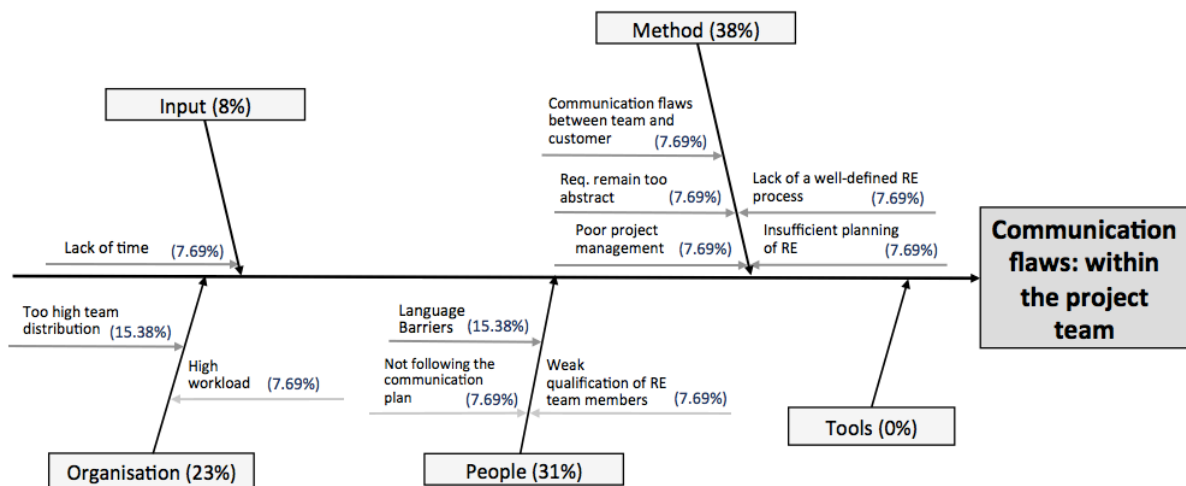 Method (38%)
Input (8%)
Communication flaws
between team and
customer (7.69%)
Req. remain too
abstract (7.69%)
Lack of a well-defined RE
process (7.69%)
Poor project
management (7.69%)
Insufficient planning
of RE (7.69%)
Lack of time (7.69%)
Communication
flaws: within
the project
team
Too high team
distribution (15.38%)
High
workload (7.69%)
Language
Barriers (15.38%)
Not following the
communication
plan (7.69%)
Weak
qualification of RE
team members (7.69%)
Tools (0%)
Organisation (23%)
People (31%)